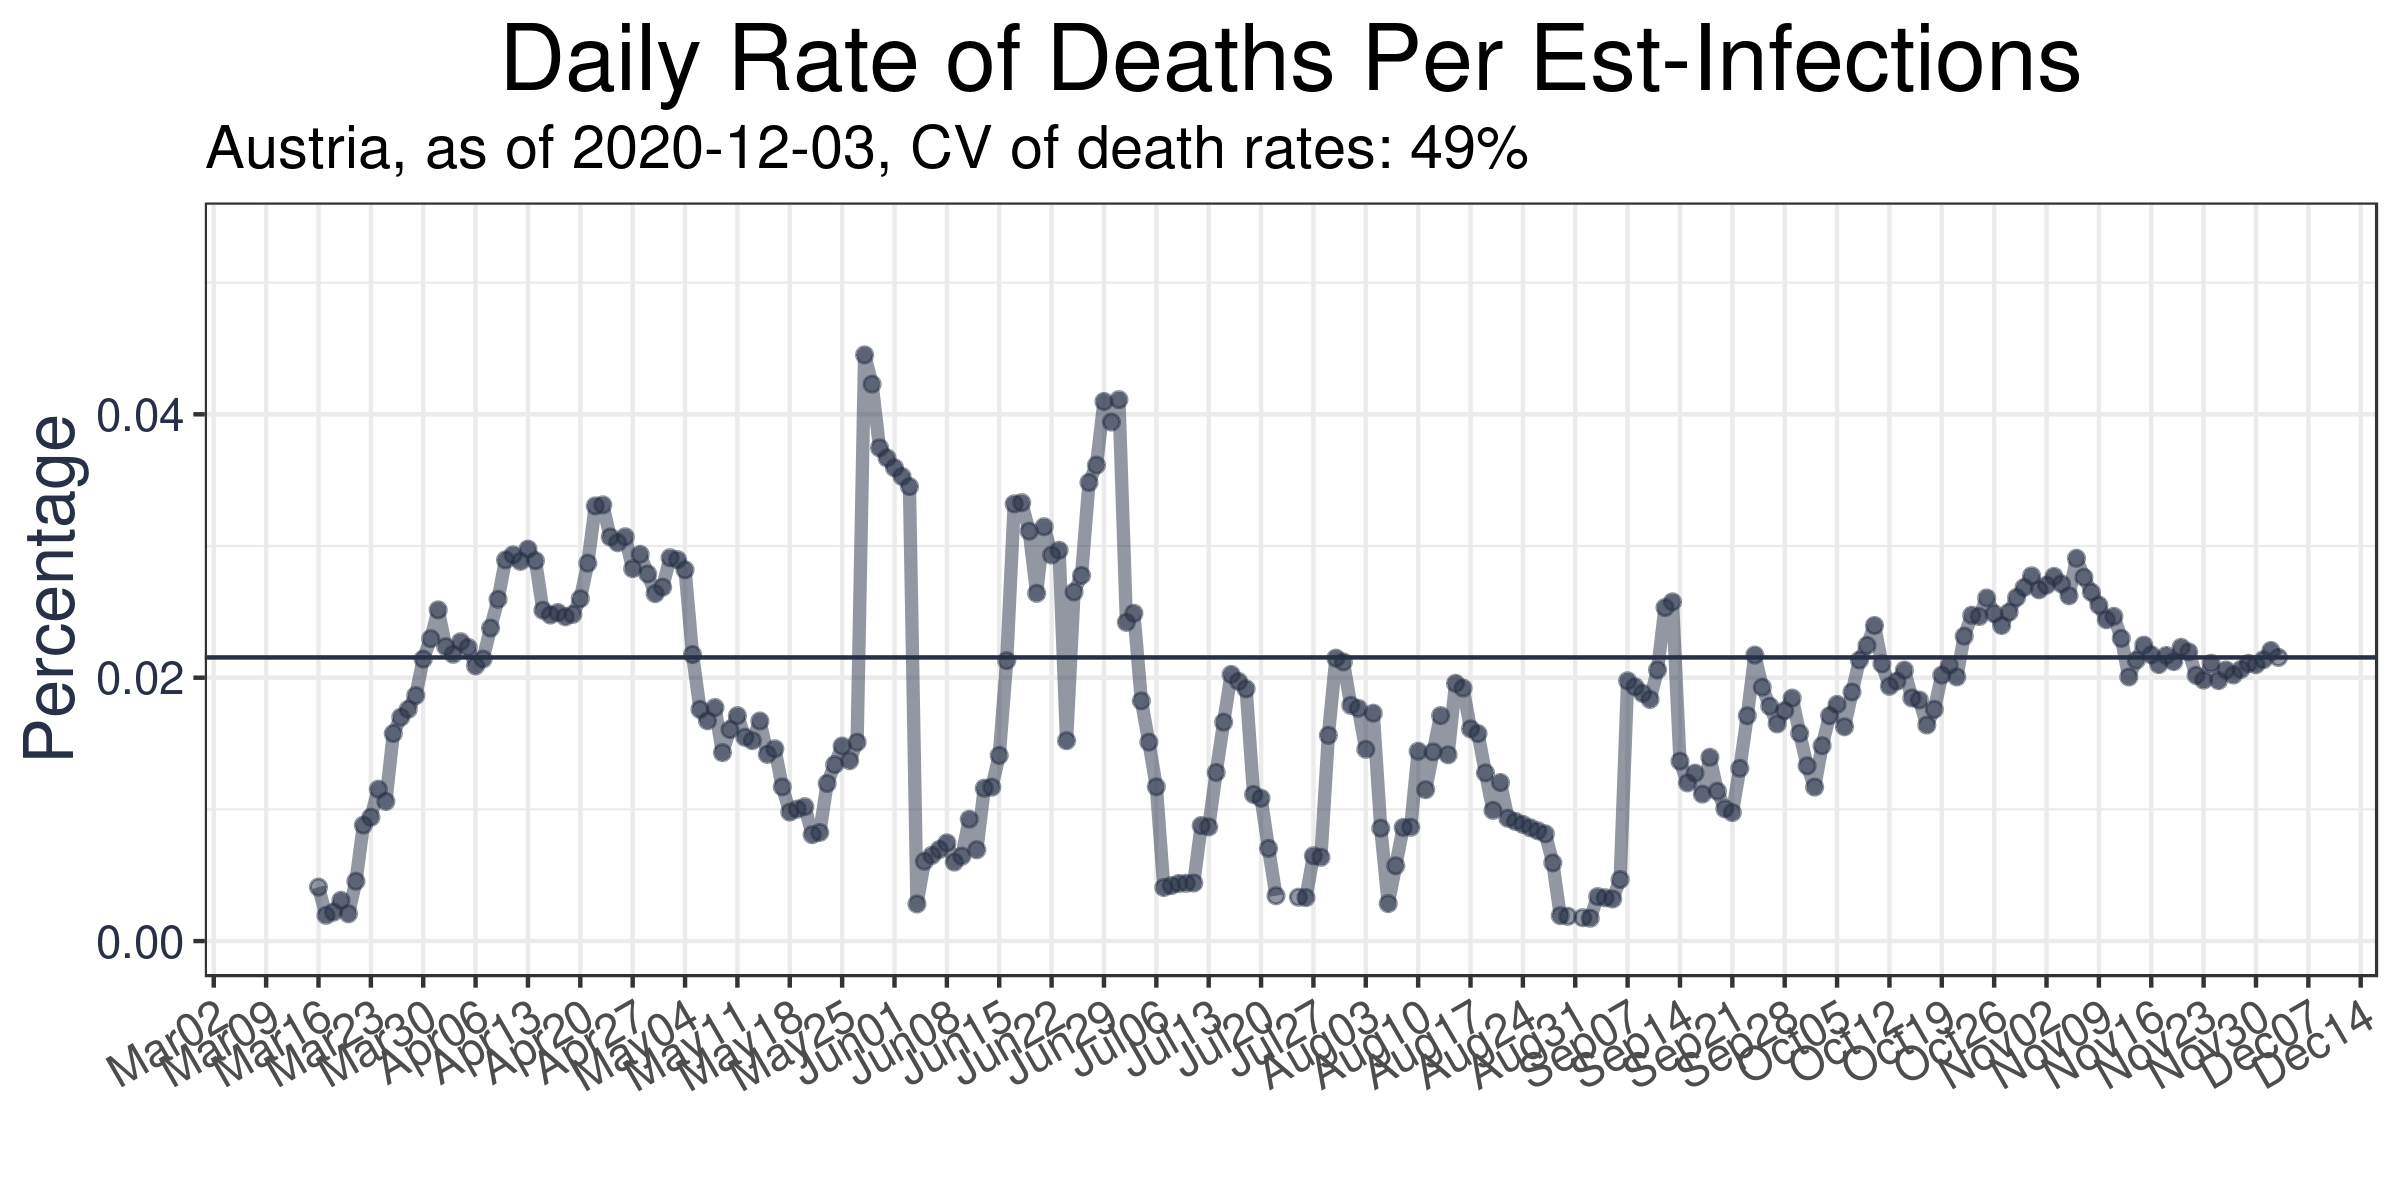 Daily Rate of Deaths Per Est-Infections
Austria, as of 2020-12-03, CV of death rates: 49%
Percentage
0.04
0.02
0.00
Mar02
Mar09
Mar16
Mar23
Mar30
Apr06
Apr13
Apr20
Apr27
May04
May11
May18
May25
Jun01
Jun08
Jun15
Jun22
Jun29
Jul06
Jul13
Jul20
Jul27
Aug03
Aug10
Aug17
Aug24
Aug31
Sep07
Sep14
Sep21
Sep28
Oct05
Oct12
Oct19
Oct26
Nov02
Nov09
Nov16
Nov23
Nov30
Dec07
Dec14